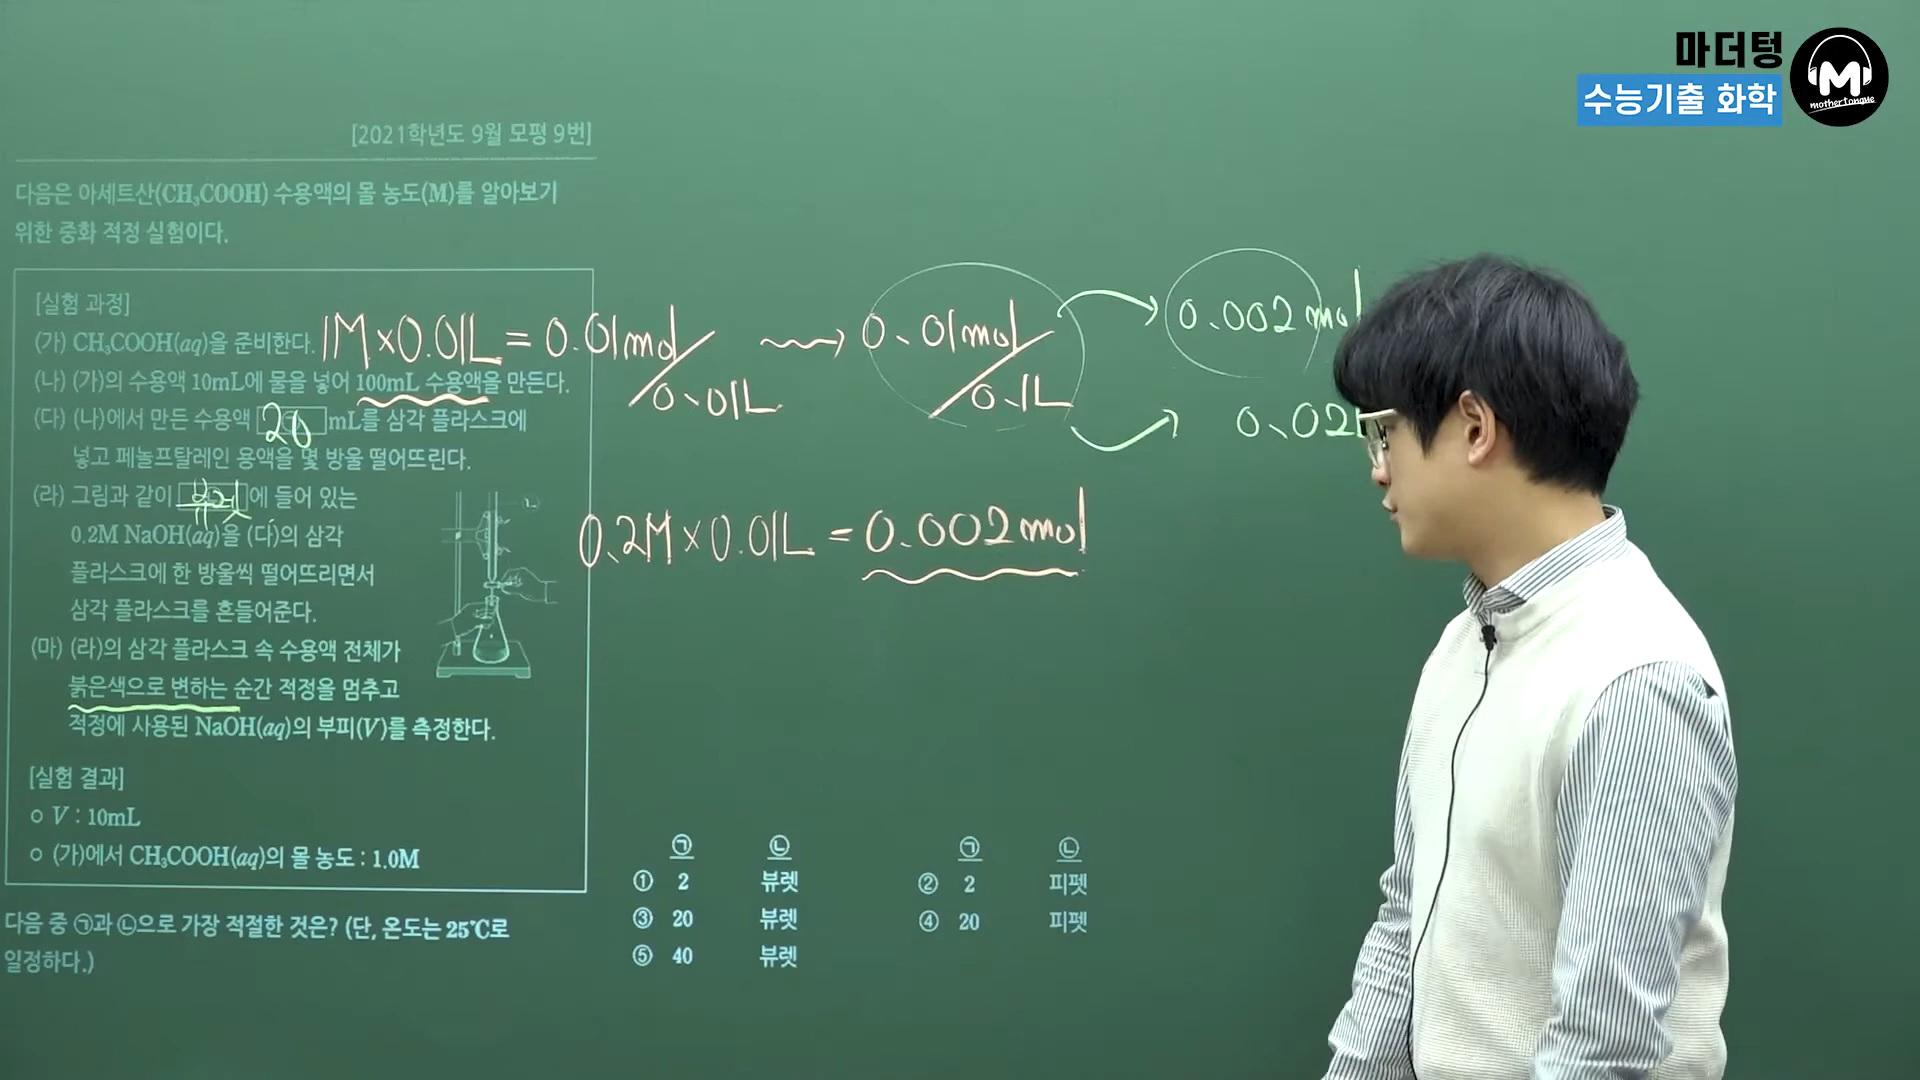 마더텅
수능기출 화학
M
mothertongue
[2021학년도 9월 모평 9번]
다음은 아세트산(CH₃COOH) 수용액의 몰 농도(M)를 알아보기
위한 중화 적정 실험이다.
[실험 과정]
(가) CH₃COOH(aq)을 준비한다.
(나) (가)의 수용액 10mL에 물을 넣어 100mL 수용액을 만든다.
(다) (나)에서 만든 수용액 20 mL를 삼각 플라스크에
넣고 페놀프탈레인 용액을 몇 방울 떨어뜨린다.
(라) 그림과 같이 뷰렛 에 들어 있는
0.2M NaOH(aq)을 (다)의 삼각
플라스크에 한 방울씩 떨어뜨리면서
삼각 플라스크를 흔들어준다.
(마) (라)의 삼각 플라스크 속 수용액 전체가
붉은색으로 변하는 순간 적정을 멈추고
적정에 사용된 NaOH(aq)의 부피(V)를 측정한다.
[실험 결과]
○ V : 10mL
○ (가)에서 CH₃COOH(aq)의 몰 농도 : 1.0M
다음 중 ㉠과 ㉡으로 가장 적절한 것은? (단, 온도는 25℃로
일정하다.)
1M×0.01L = 0.01mol/0.01L → 0.01mol/0.1L
0.002mol
0.02
0.2M×0.01L = 0.002mol
㉠ ㉡ ㉠ ㉡
① 2 뷰렛 ② 2 피펫
③ 20 뷰렛 ④ 20 피펫
⑤ 40 뷰렛